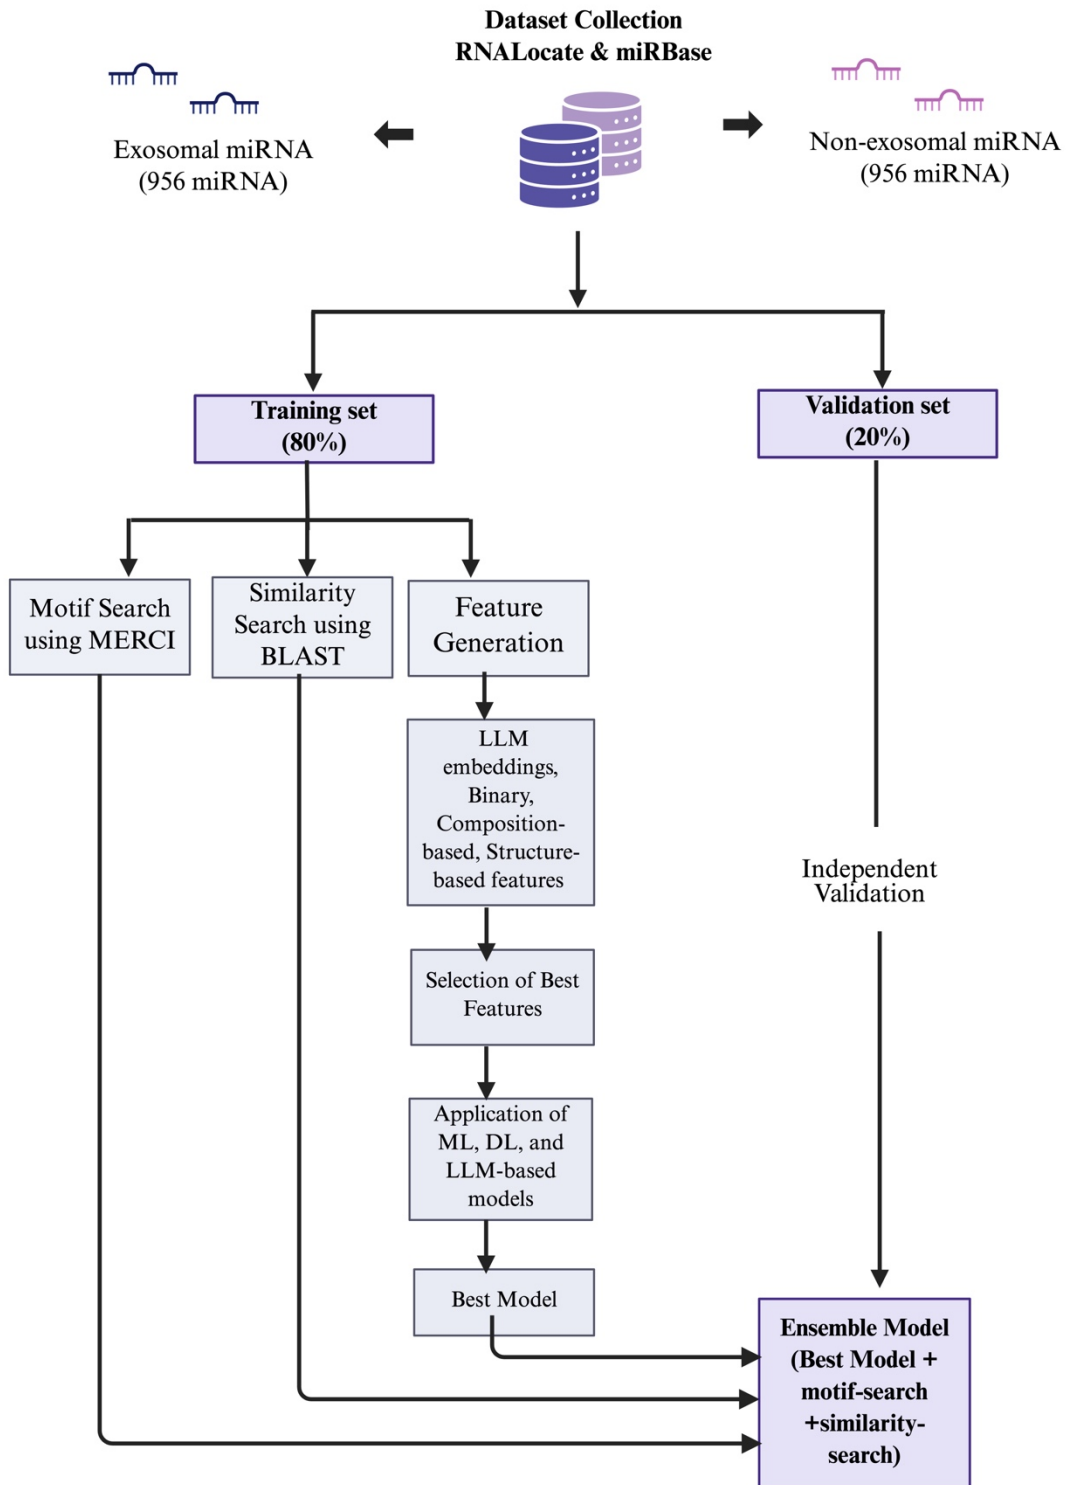 Dataset Collection
RNALocate & miRBase
Exosomal miRNA
(956 miRNA)
Non-exosomal miRNA
(956 miRNA)
Training set
(80%)
Validation set
(20%)
Motif Search
using MERCI
Similarity
Search using
BLAST
Feature
Generation
LLM
embeddings,
Binary,
Composition-
based, Structure-
based features
Selection of Best
Features
Application of
ML, DL, and
LLM-based
models
Best Model
Independent
Validation
Ensemble Model
(Best Model +
motif-search
+similarity-
search)